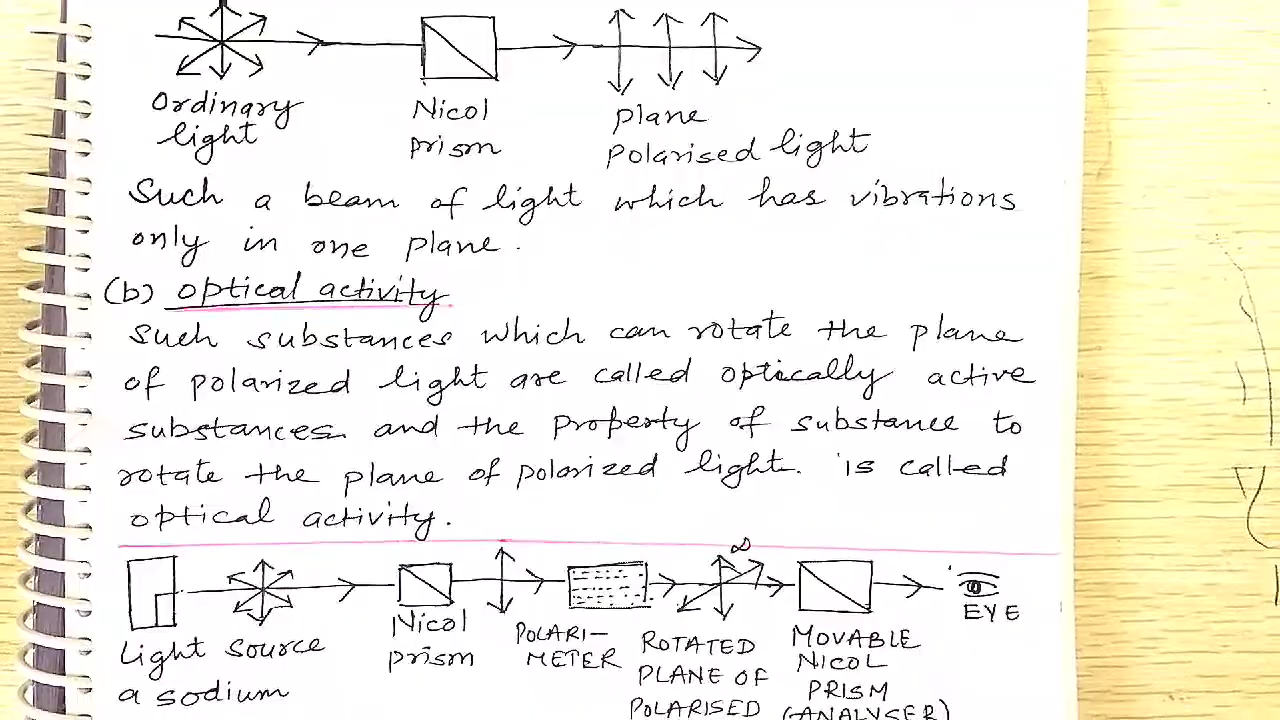 Ordinary light
Nicol prism
plane Polarised light
Such a beam of light which has vibrations
only in one plane.
(b) optical activity
Such substances which can rotate the plane
of polarized light are called optically active
substances and the property of substance to
rotate the plane of polarized light. is called
optical activity.
α
Light source
a sodium
Nicol
prism
POLARI-
METER
ROTATED
PLANE OF
POLARISED
MOVABLE
NICOL
PRISM
(ANALYSER)
EYE